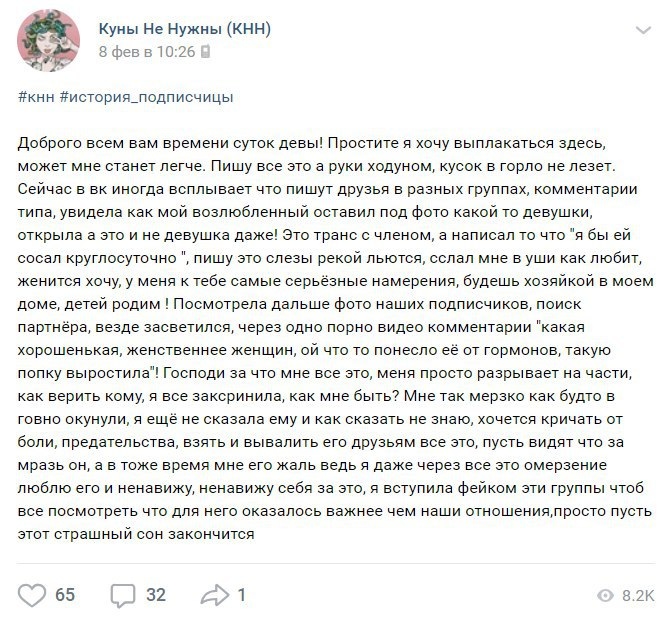 Куны Не Нужны (КНН)
8 фев в 10:26
#кнн #история_подписчицы
Доброго всем вам времени суток девы! Простите я хочу выплакаться здесь,
может мне станет легче. Пишу все это а руки ходуном, кусок в горло не лезет.
Сейчас в вк иногда всплывает что пишут друзья в разных группах, комментарии
типа, увидела как мой возлюбленный оставил под фото какой то девушки,
открыла а это и не девушка даже! Это транс с членом, а написал то что "я бы ей
сосал круглосуточно ", пишу это слезы рекой льются, сслал мне в уши как любит,
женится хочу, у меня к тебе самые серьёзные намерения, будешь хозяйкой в моем
доме, детей родим ! Посмотрела дальше фото наших подписчиков, поиск
партнёра, везде засветился, через одно порно видео комментарии "какая
хорошенькая, женственнее женщин, ой что то понесло её от гормонов, такую
попку выростила"! Господи за что мне все это, меня просто разрывает на части,
как верить кому, я все заксринила, как мне быть? Мне так мерзко как будто в
говно окунули, я ещё не сказала ему и как сказать не знаю, хочется кричать от
боли, предательства, взять и вывалить его друзьям все это, пусть видят что за
мразь он, а в тоже время мне его жаль ведь я даже через все это омерзение
люблю его и ненавижу, ненавижу себя за это, я вступила фейком эти группы чтоб
все посмотреть что для него оказалось важнее чем наши отношения,просто пусть
этот страшный сон закончится
65 32 1 8.2K